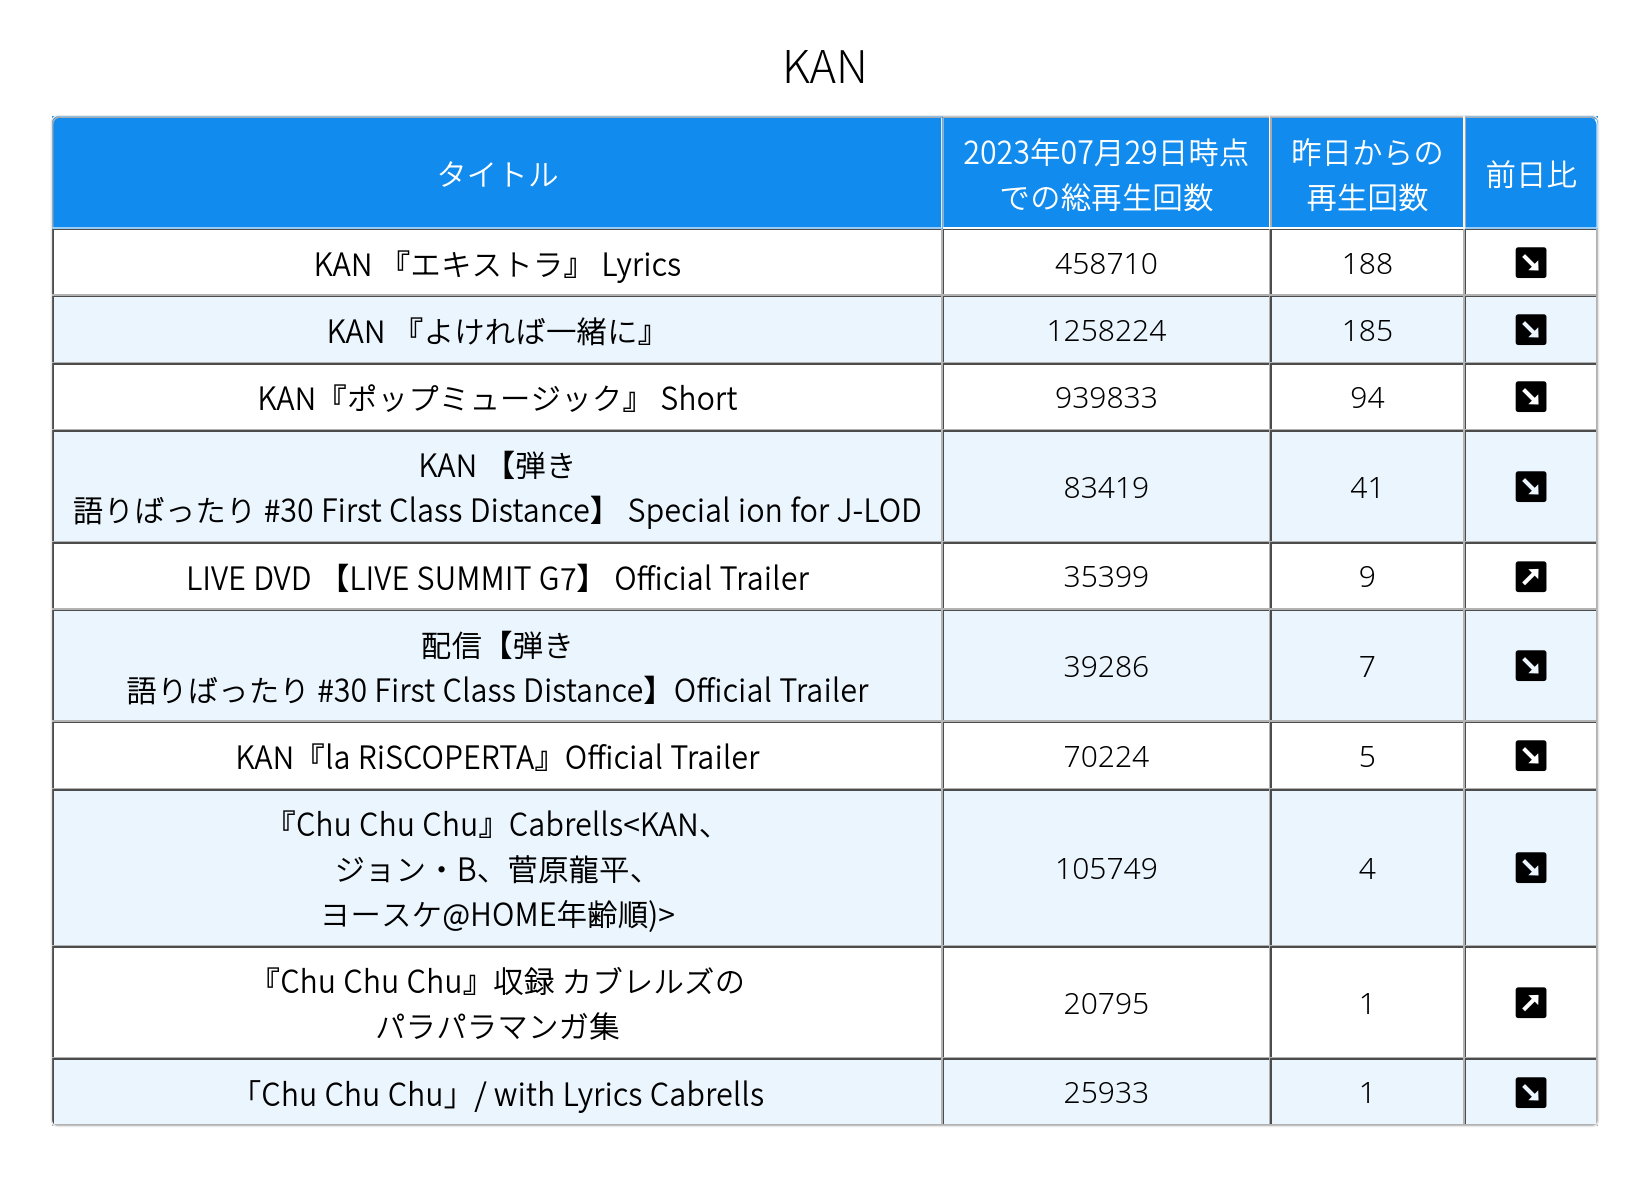 KAN
タイトル
2023年07月29日時点
での総再生回数
昨日からの
再生回数
前日比
KAN 『エキストラ』 Lyrics
458710
188
KAN 『よければ一緒に』
1258224
185
KAN『ポップミュージック』 Short
939833
94
KAN 【弾き
語りばったり #30 First Class Distance】 Special ion for J-LOD
83419
41
LIVE DVD 【LIVE SUMMIT G7】 Official Trailer
35399
9
配信【弾き
語りばったり #30 First Class Distance】Official Trailer
39286
7
KAN『la RiSCOPERTA』Official Trailer
70224
5
『Chu Chu Chu』Cabrells<KAN、
ジョン・B、菅原龍平、
ヨースケ@HOME年齢順)>
105749
4
『Chu Chu Chu』収録 カブレルズの
パラパラマンガ集
20795
1
「Chu Chu Chu」/ with Lyrics Cabrells
25933
1